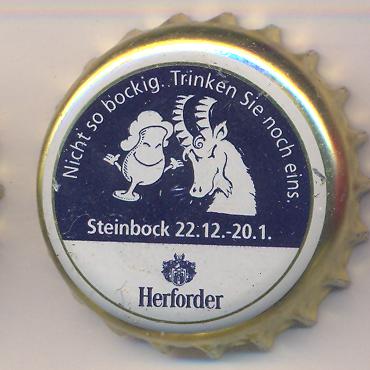 Nicht so bockig. Trinken Sie noch eins.
Steinbock 22.12.-20.1.
Herforder